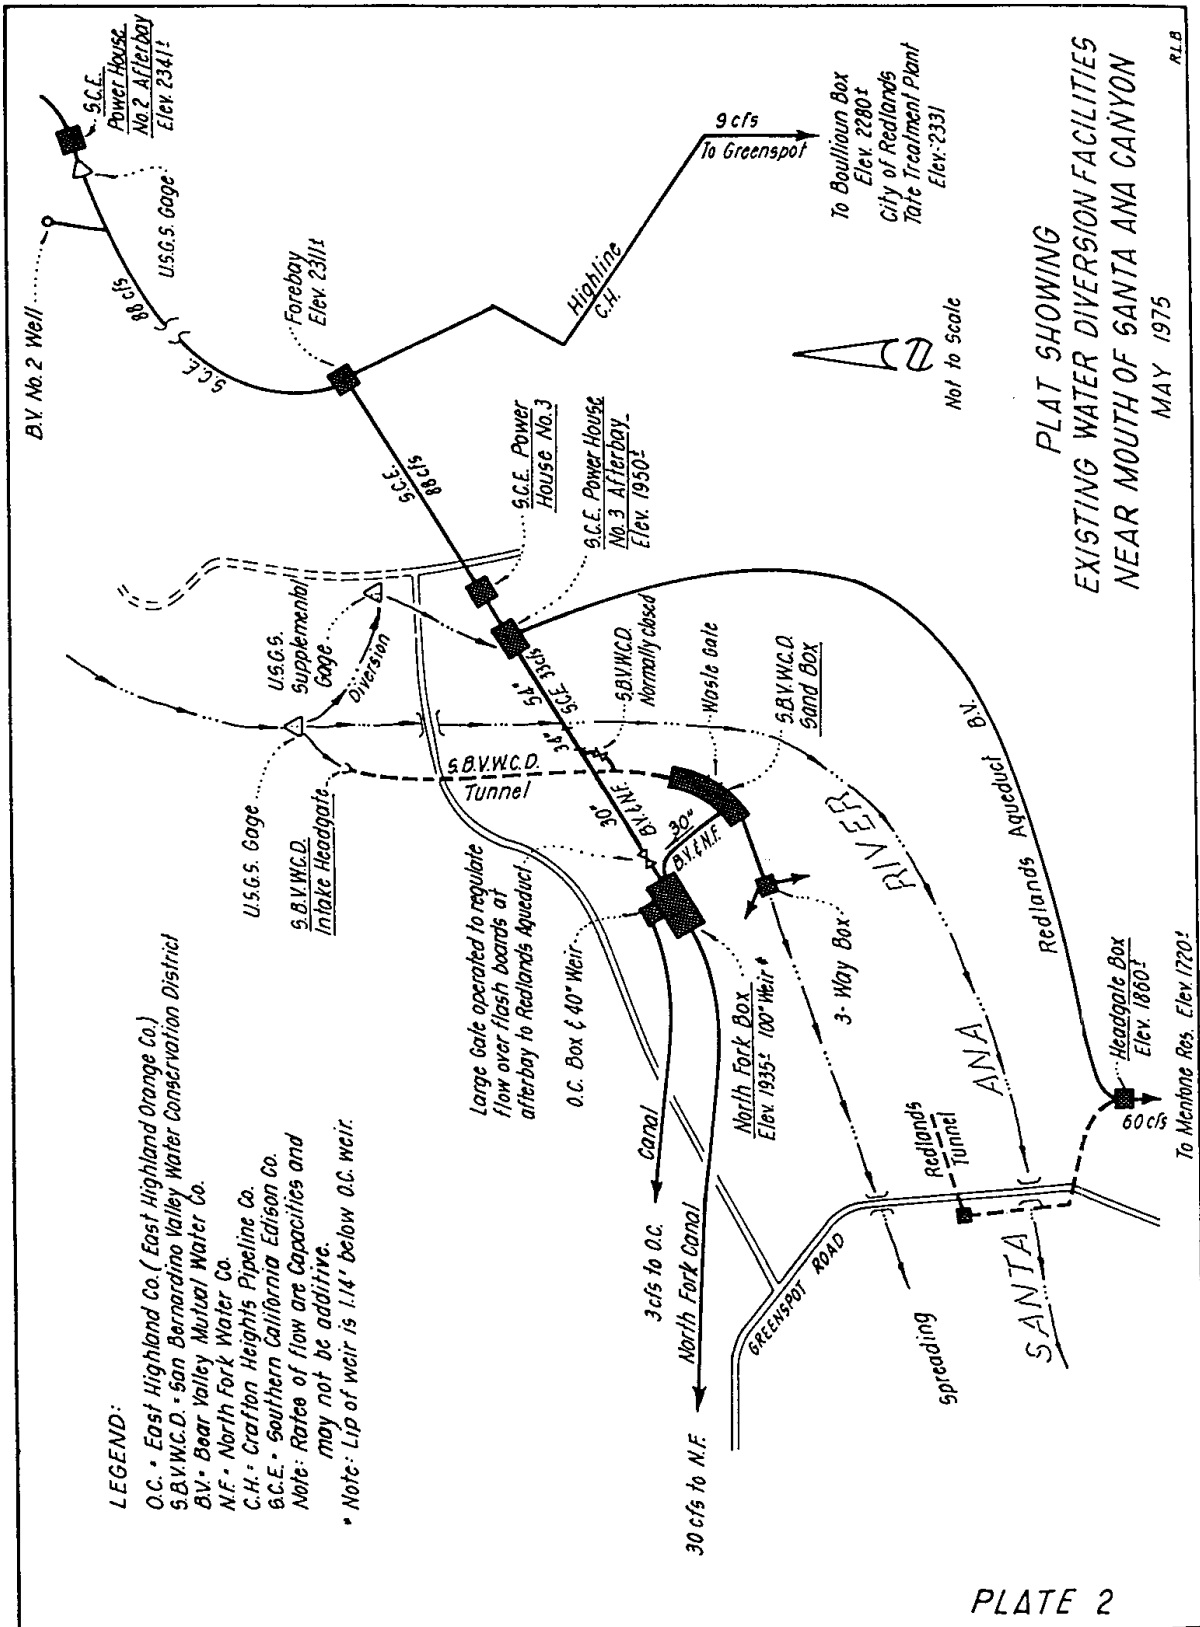 LEGEND:
O.C. = East Highland Co. ( East Highland Orange Co.)
S.B.V.W.C.D. = San Bernardino Valley Water Conservation District
B.V. = Bear Valley Mutual Water Co.
N.F. = North Fork Water Co.
C.H. = Crafton Heights Pipeline Co.
S.C.E. = Southern California Edison Co.
Note: Rates of flow are Capacities and
may not be additive.
* Note: Lip of weir is 1.14' below O.C. weir.
B.V. No. 2 Well
S.C.E.
Power House
No. 2 Afterbay
Elev. 2341±
U.S.G.S. Gage
88 cfs
S.C.E.
Forebay
Elev. 2311±
Highline
C.H.
9 cfs
To Greenspot
To Boullioun Box
Elev. 2280±
City of Redlands
Tate Treatment Plant
Elev. 2331
S.C.E.
88 cfs
S.C.E. Power
House No. 3
S.C.E. Power House
No. 3 Afterbay
Elev. 1950±
U.S.G.S.
Supplemental
Gage
Diversion
U.S.G.S. Gage
S.B.V.W.C.D.
Intake Headgate
S.B.V.W.C.D.
Tunnel
54"
S.C.E. 33cfs
34"
30"
B.V. & N.F.
S.B.V.W.C.D.
Normally closed
Waste Gate
S.B.V.W.C.D.
Sand Box
30"
B.V. & N.F.
Large Gate operated to regulate
flow over flash boards at
afterbay to Redlands Aqueduct
O.C. Box & 40" Weir
North Fork Box
Elev. 1935± 100" Weir *
3-Way Box
Canal
3 cfs to O.C.
North Fork Canal
30 cfs to N.F.
GREENSPOT ROAD
Spreading
Redlands
Tunnel
SANTA ANA RIVER
Redlands Aqueduct B.V.
Headgate Box
Elev. 1860±
60 cfs
To Mentone Res. Elev. 1720±
Not to Scale
PLAT SHOWING
EXISTING WATER DIVERSION FACILITIES
NEAR MOUTH OF SANTA ANA CANYON
MAY 1975
RLB
PLATE 2